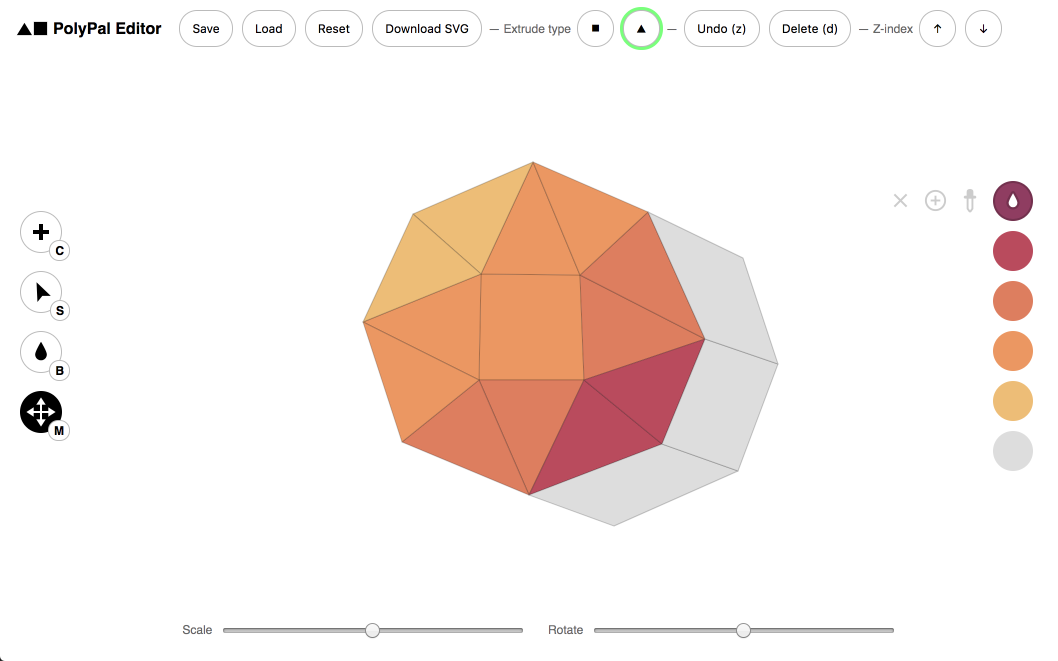 PolyPal Editor Save Load Reset Download SVG — Extrude type — Undo (z) Delete (d) — Z-index ↑ ↓
C
S
B
M
Scale Rotate